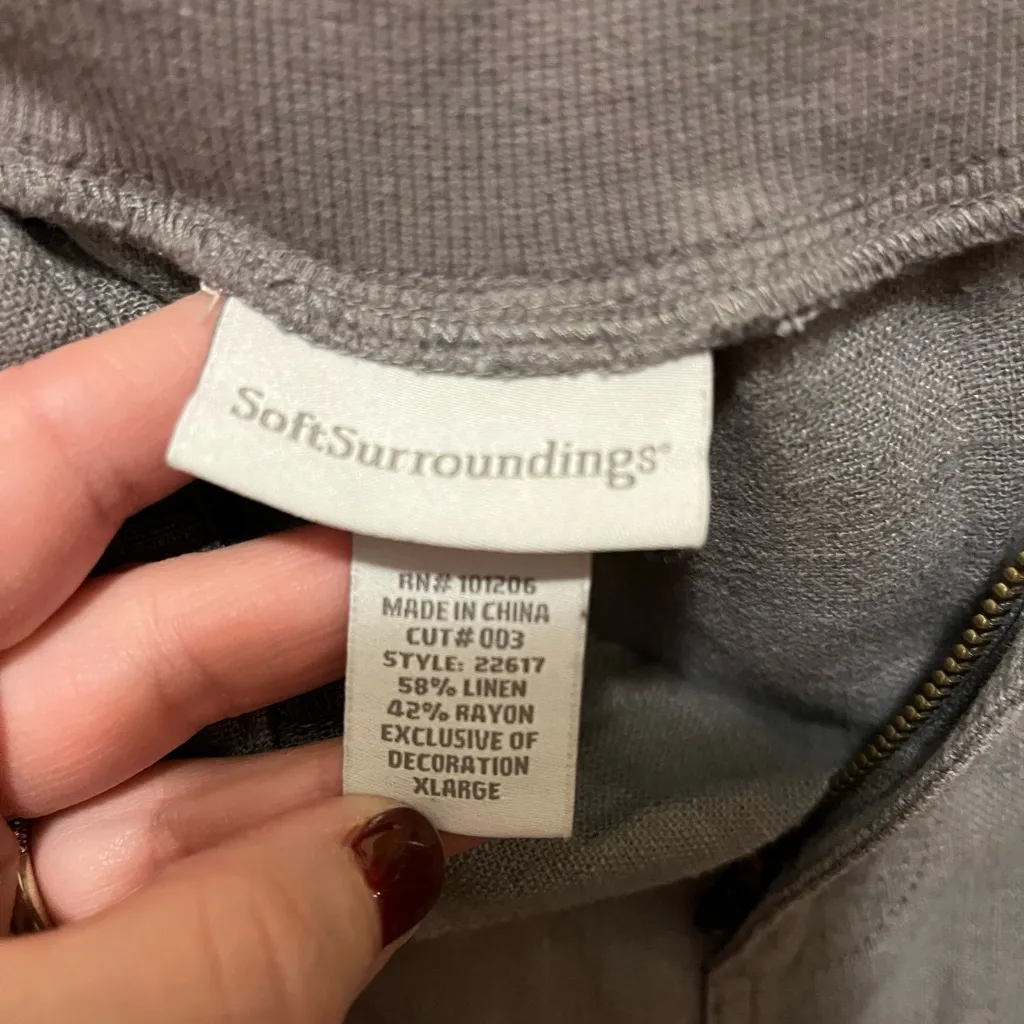 SoftSurroundings®
RN# 101206
MADE IN CHINA
CUT# 003
STYLE: 22617
58% LINEN
42% RAYON
EXCLUSIVE OF
DECORATION
XLARGE